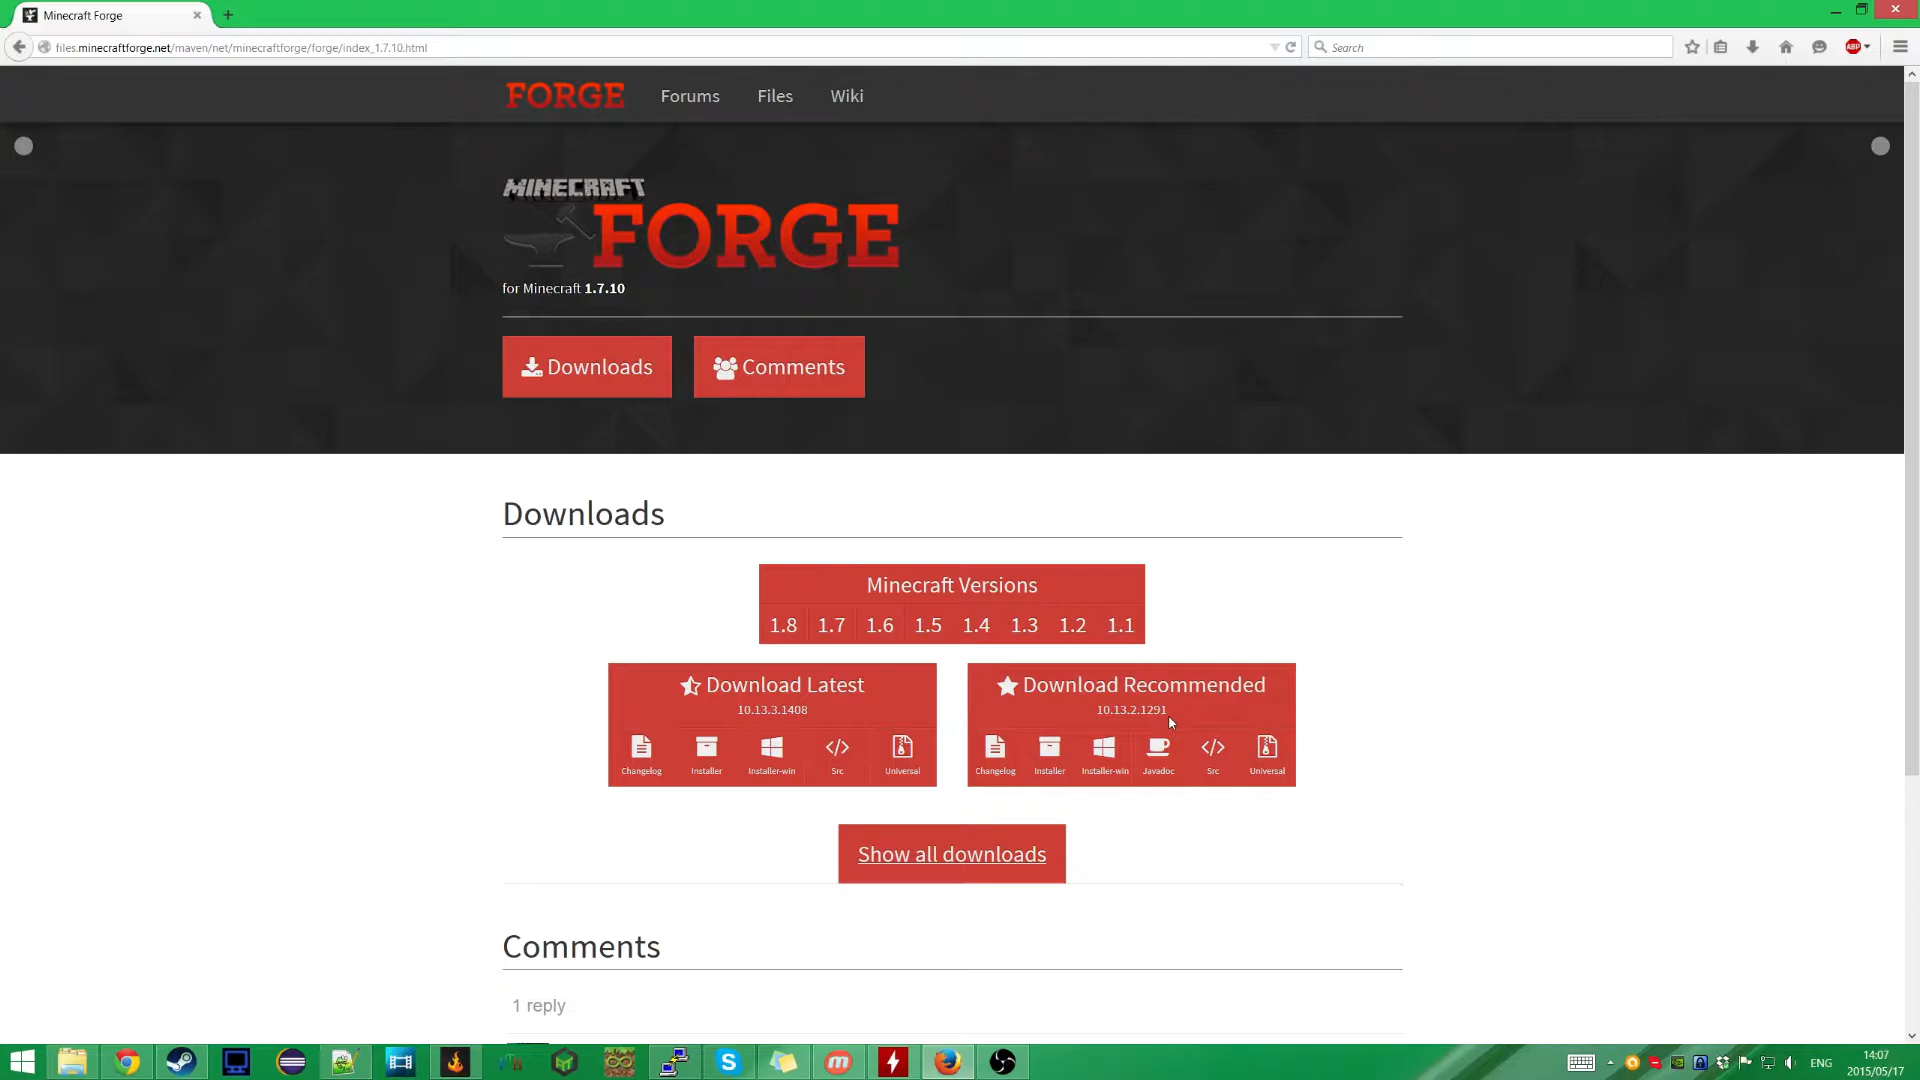 Minecraft Forge
files.minecraftforge.net/maven/net/minecraftforge/forge/index_1.7.10.html
Search
ABP
FORGE
Forums
Files
Wiki
MINECRAFT
FORGE
for Minecraft 1.7.10
Downloads
Comments
Downloads
Minecraft Versions
1.8 1.7 1.6 1.5 1.4 1.3 1.2 1.1
Download Latest
10.13.3.1408
Changelog Installer Installer-win Src Universal
Download Recommended
10.13.2.1291
Changelog Installer Installer-win Javadoc Src Universal
Show all downloads
Comments
1 reply
ENG
14:07
2015/05/17